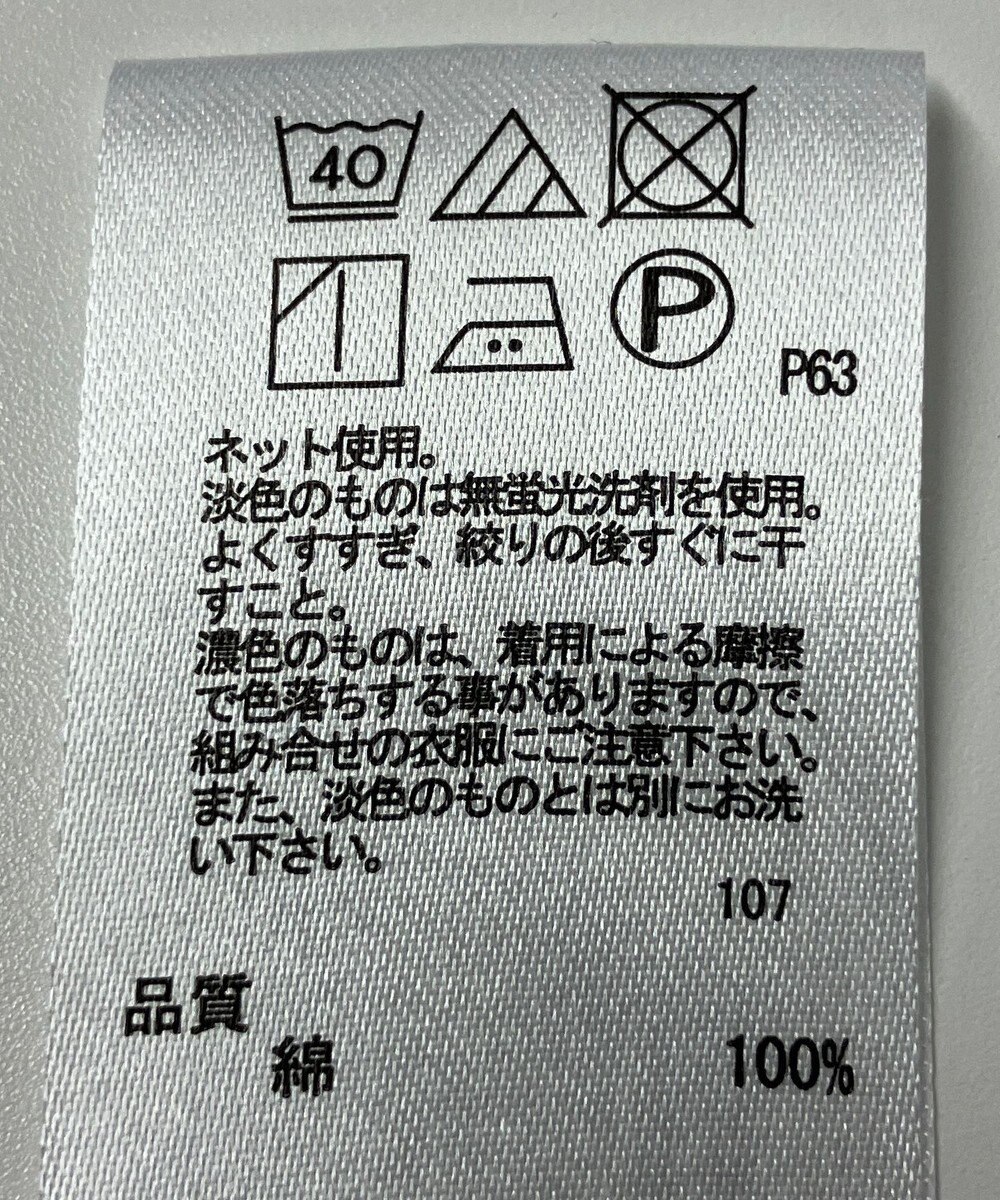 40
P
P63
ネット使用。
淡色のものは無蛍光洗剤を使用。
よくすすぎ、絞りの後すぐに干
すこと。
濃色のものは、着用による摩擦
で色落ちする事がありますので、
組み合せの衣服にご注意下さい。
また、淡色のものとは別にお洗
い下さい。
107
品質
綿 100%